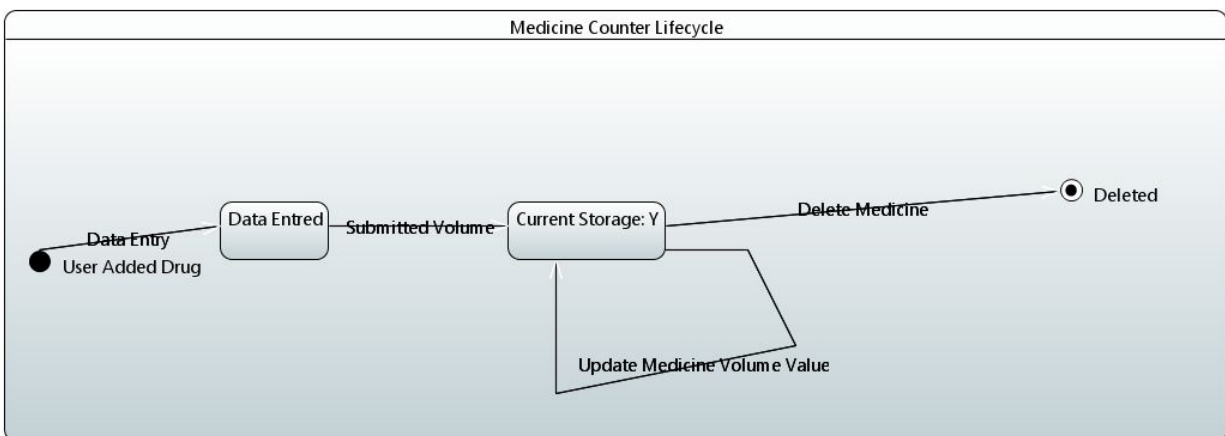 Medicine Counter Lifecycle
Deleted
Delete Medicine
Data Entred
Submitted Volume
Current Storage: Y
Data Entry
User Added Drug
Update Medicine Volume Value